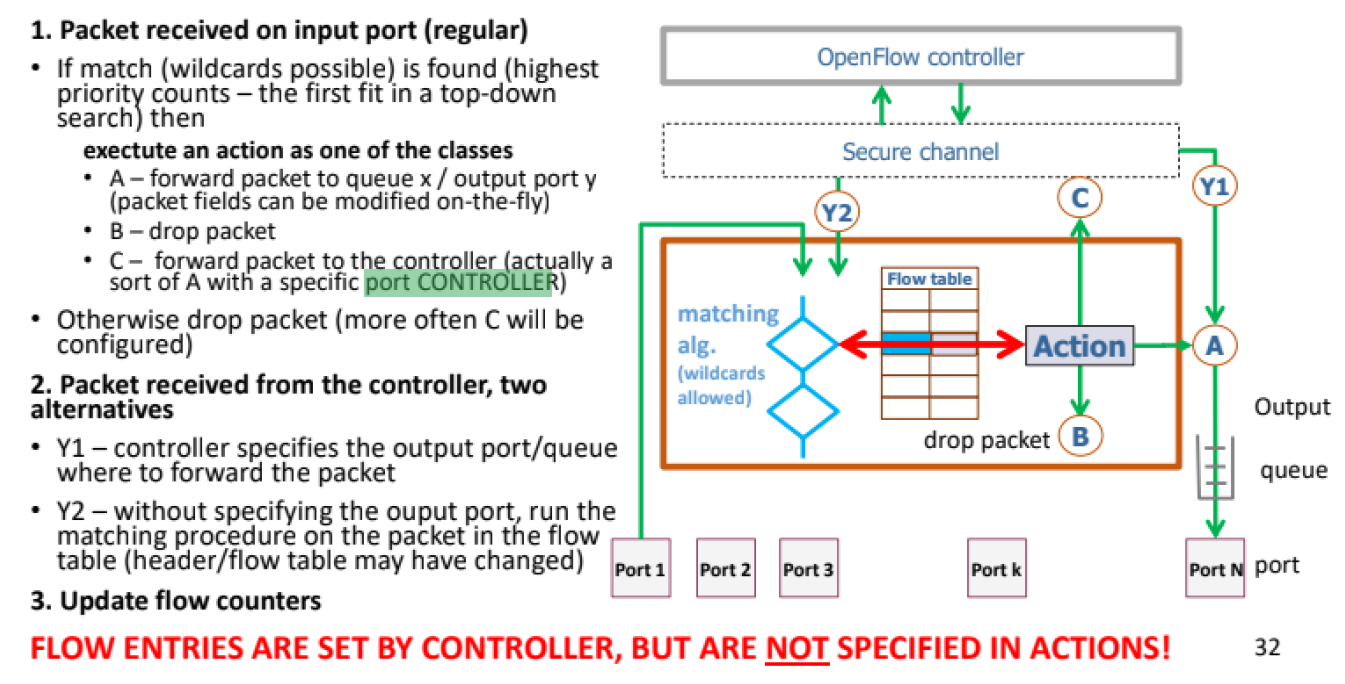 1. Packet received on input port (regular)
• If match (wildcards possible) is found (highest
priority counts – the first fit in a top-down
search) then
exectute an action as one of the classes
• A – forward packet to queue x / output port y
(packet fields can be modified on-the-fly)
• B – drop packet
• C – forward packet to the controller (actually a
sort of A with a specific port CONTROLLER)
• Otherwise drop packet (more often C will be
configured)
2. Packet received from the controller, two
alternatives
• Y1 – controller specifies the output port/queue
where to forward the packet
• Y2 – without specifying the ouput port, run the
matching procedure on the packet in the flow
table (header/flow table may have changed)
3. Update flow counters
OpenFlow controller
Secure channel
Y2
C
Y1
Flow table
matching
alg.
(wildcards
allowed)
Action
A
drop packet
B
Output
queue
port
Port 1
Port 2
Port 3
Port k
Port N
FLOW ENTRIES ARE SET BY CONTROLLER, BUT ARE NOT SPECIFIED IN ACTIONS!
32